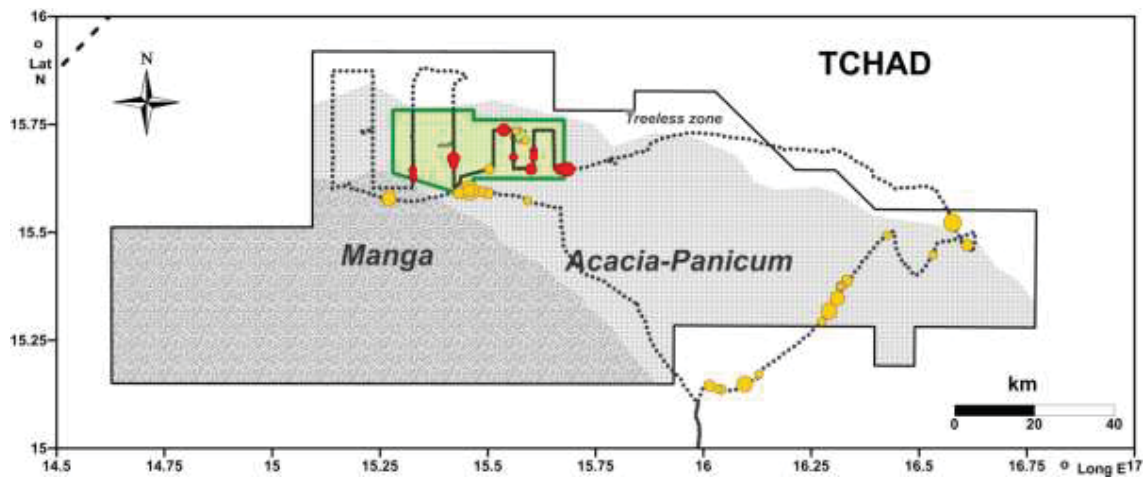 16
o
Lat
N
N
TCHAD
15.75
Treeless zone
15.5
Manga
Acacia-Panicum
15.25
km
0 20 40
15
14.5 14.75 15 15.25 15.5 15.75 16 16.25 16.5 16.75 o Long E 17